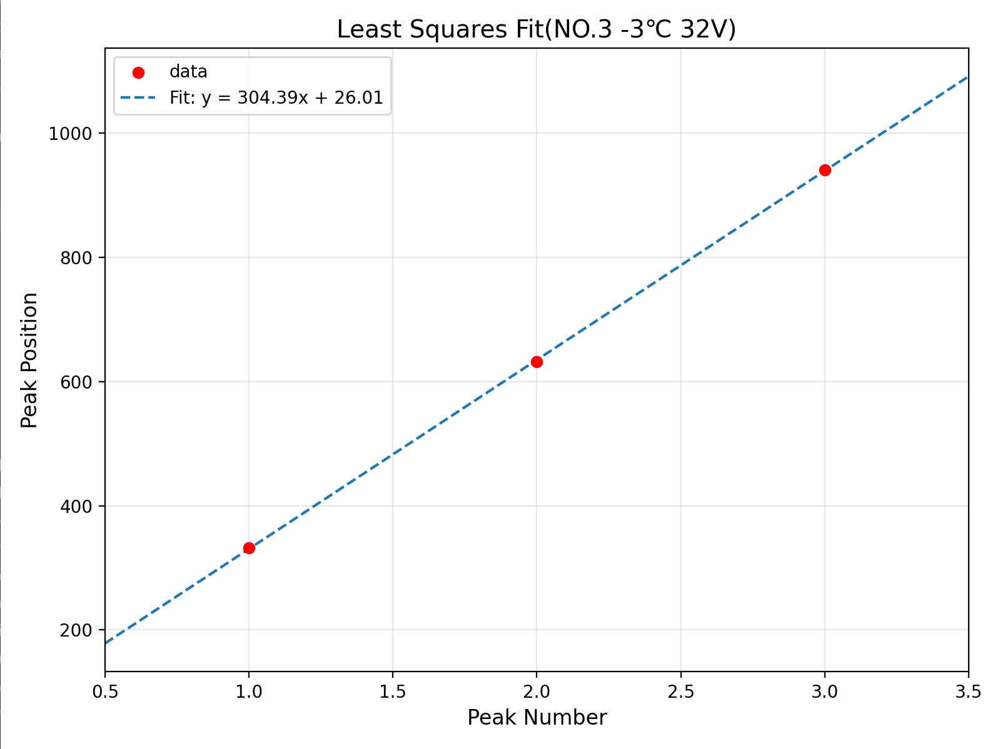 Least Squares Fit(NO.3 -3℃ 32V)
data
Fit: y = 304.39x + 26.01
1000
800
600
400
200
Peak Position
0.5 1.0 1.5 2.0 2.5 3.0 3.5
Peak Number